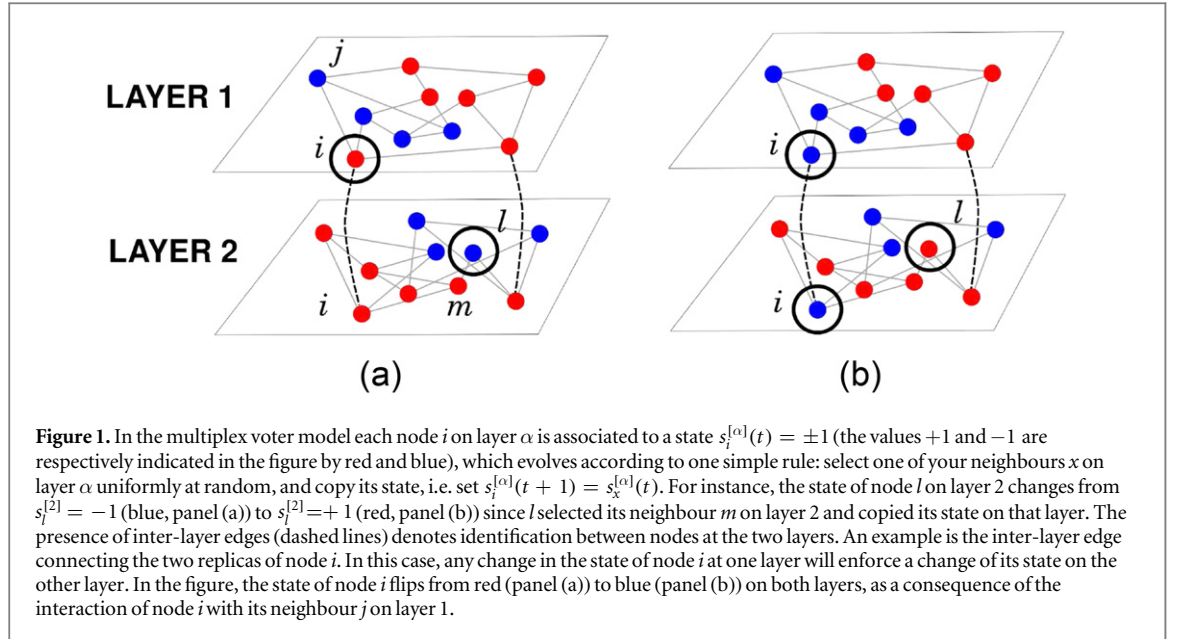 j
LAYER 1
i
i
l
l
LAYER 2
i
m
i
(a)
(b)
Figure 1. In the multiplex voter model each node i on layer α is associated to a state s_i^{[α]}(t) = ±1 (the values +1 and −1 are
respectively indicated in the figure by red and blue), which evolves according to one simple rule: select one of your neighbours x on
layer α uniformly at random, and copy its state, i.e. set s_i^{[α]}(t + 1) = s_x^{[α]}(t). For instance, the state of node l on layer 2 changes from
s_l^{[2]} = −1 (blue, panel (a)) to s_l^{[2]} =+ 1 (red, panel (b)) since l selected its neighbour m on layer 2 and copied its state on that layer. The
presence of inter-layer edges (dashed lines) denotes identification between nodes at the two layers. An example is the inter-layer edge
connecting the two replicas of node i. In this case, any change in the state of node i at one layer will enforce a change of its state on the
other layer. In the figure, the state of node i flips from red (panel (a)) to blue (panel (b)) on both layers, as a consequence of the
interaction of node i with its neighbour j on layer 1.